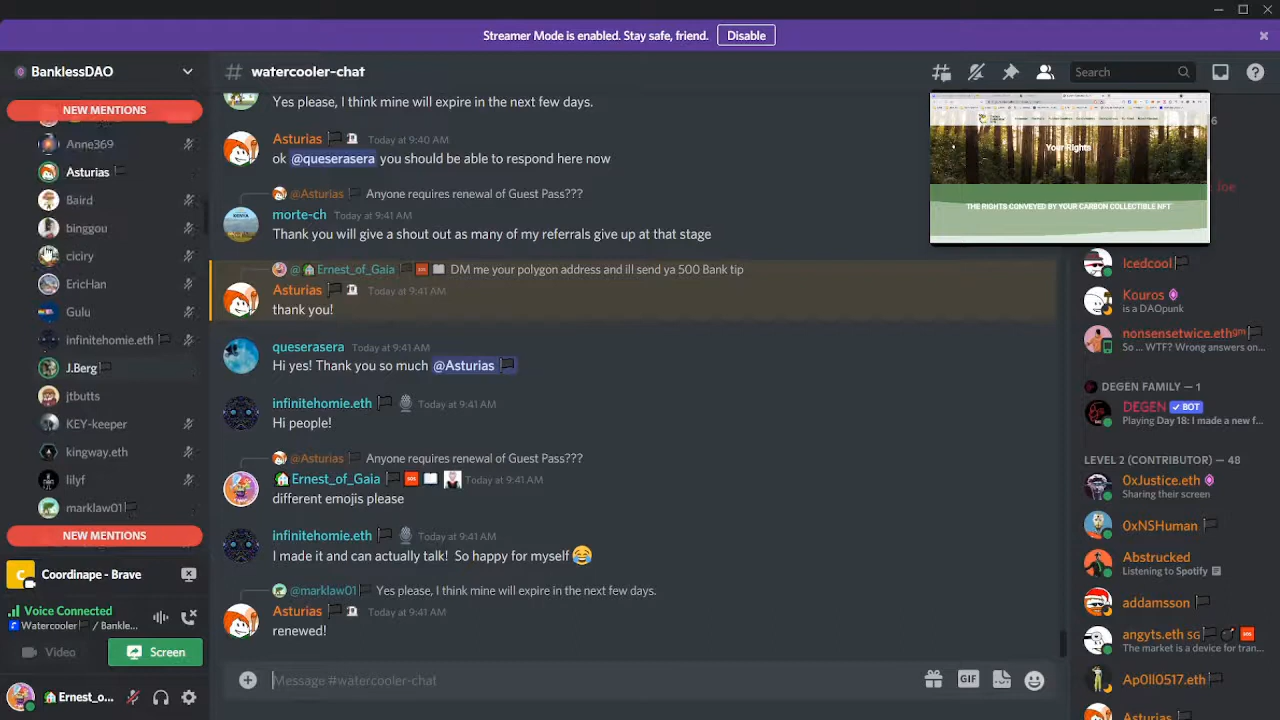 Streamer Mode is enabled. Stay safe, friend.
Disable
BanklessDAO
# watercooler-chat
Search
NEW MENTIONS
Anne369
Asturias
Baird
binggou
ciciry
EricHan
Gulu
infinitehomie.eth
J.Berg
jtbutts
KEY-keeper
kingway.eth
lilyf
marklaw01
NEW MENTIONS
Coordinape - Brave
Voice Connected
Watercooler / Bankle...
Video
Screen
Ernest_o...
Yes please, I think mine will expire in the next few days.
Asturias Today at 9:40 AM
ok @queserasera you should be able to respond here now
@Asturias Anyone requires renewal of Guest Pass???
morte-ch Today at 9:41 AM
Thank you will give a shout out as many of my referrals give up at that stage
@ Ernest_of_Gaia DM me your polygon address and ill send ya 500 Bank tip
Asturias Today at 9:41 AM
thank you!
queserasera Today at 9:41 AM
Hi yes! Thank you so much @Asturias
infinitehomie.eth Today at 9:41 AM
Hi people!
@Asturias Anyone requires renewal of Guest Pass???
Ernest_of_Gaia Today at 9:41 AM
different emojis please
infinitehomie.eth Today at 9:41 AM
I made it and can actually talk! So happy for myself 😂
@marklaw01 Yes please, I think mine will expire in the next few days.
Asturias Today at 9:41 AM
renewed!
Message #watercooler-chat
GIF
Your Rights
THE RIGHTS CONVEYED BY YOUR CARBON COLLECTIBLE NFT
Icedcool
Kouros
is a DAOpunk
nonsensetwice.eth gm
So ... WTF? Wrong answers on...
DEGEN FAMILY — 1
DEGEN ✓ BOT
Playing Day 18: I made a new f...
LEVEL 2 (CONTRIBUTOR) — 48
0xJustice.eth
Sharing their screen
0xNSHuman
Abstrucked
Listening to Spotify
addamsson
angyts.eth sg
The market is a device for tran...
Ap0ll0517.eth
Asturias